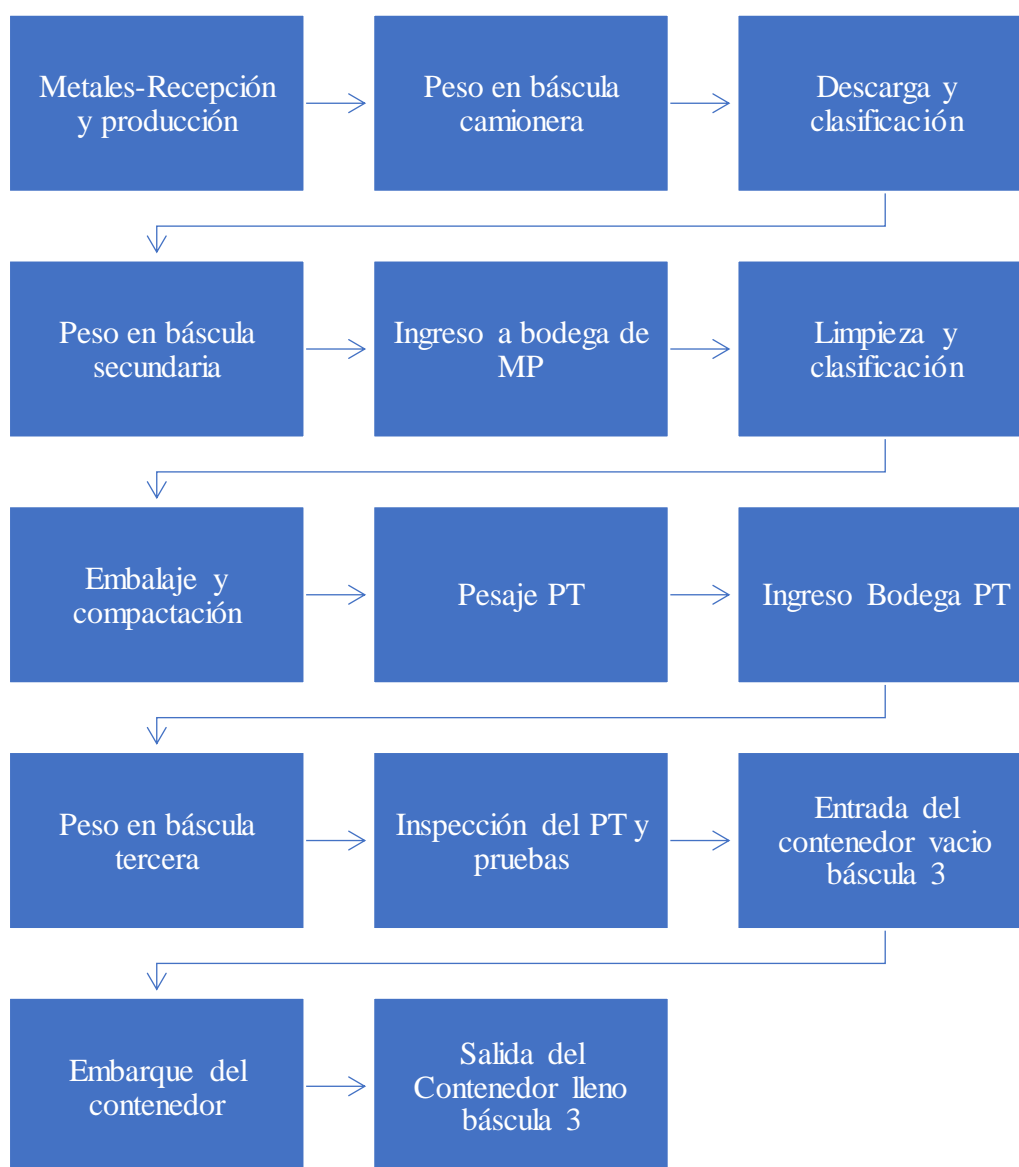 Metales-Recepción
y producción
Peso en báscula
camionera
Descarga y
clasificación
Peso en báscula
secundaria
Ingreso a bodega de
MP
Limpieza y
clasificación
Embalaje y
compactación
Pesaje PT
Ingreso Bodega PT
Peso en báscula
tercera
Inspección del PT y
pruebas
Entrada del
contenedor vacio
báscula 3
Embarque del
contenedor
Salida del
Contenedor lleno
báscula 3